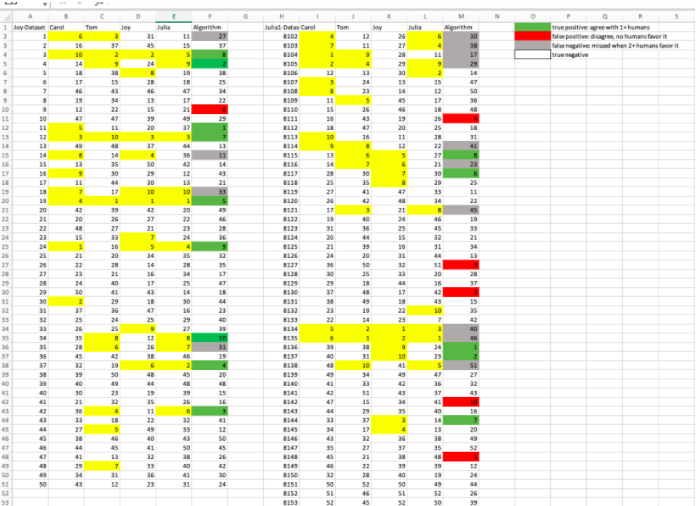 A B C D E F G H I J K L M N O P Q R S
1 Joy-Dataset Carol Tom Joy Julia Algorithm Julia1-Datas Carol Tom Joy Julia Algorithm true positive: agree with 1+ humans
2 1 6 3 31 11 27 8102 4 12 26 6 30 false positive: disagree, no humans favor it
3 2 16 37 45 15 37 8103 7 11 27 4 38 false negative: missed when 2+ humans favor it
4 3 10 2 2 5 8 8104 1 9 28 11 17 true negative
5 4 14 9 24 9 2 8105 2 4 29 9 29
6 5 18 38 8 19 38 8106 12 13 30 2 14
7 6 17 15 28 18 25 8107 3 24 13 15 47
8 7 46 43 46 47 34 8108 8 23 14 12 50
9 8 19 34 13 17 22 8109 11 5 45 17 36
10 9 12 22 15 21 8110 15 26 46 18 48
11 10 47 47 39 49 29 8111 16 43 19 26
12 11 5 11 20 37 1 8112 18 47 20 25 18
13 12 3 10 3 3 7 8113 10 16 11 28 31
14 13 49 48 37 44 13 8114 9 8 12 22 41
15 14 8 14 4 36 11 8115 13 6 5 27 8
16 15 13 35 50 42 14 8116 14 7 6 21 23
17 16 9 30 29 12 43 8117 28 30 7 30 6
18 17 11 44 30 13 21 8118 25 35 8 29 25
19 18 7 17 10 10 33 8119 27 41 47 33 11
20 19 4 1 1 1 5 8120 26 42 48 34 22
21 20 42 39 42 20 49 8121 17 3 21 8 45
22 21 20 26 27 22 46 8122 19 40 24 46 19
23 22 48 27 21 23 28 8123 31 36 25 45 33
24 23 15 33 7 24 36 8124 20 44 15 32 21
25 24 1 16 5 4 9 8125 21 39 16 31 34
26 25 21 20 34 35 35 8126 24 20 31 44 13
27 26 22 28 14 28 35 8127 36 50 32 51
28 27 23 21 16 34 17 8128 30 25 33 20 28
29 28 24 40 17 25 47 8129 29 18 44 16 37
30 29 50 41 43 14 18 8130 37 48 17 42
31 30 2 29 18 30 44 8131 38 49 18 43 15
32 31 37 36 47 16 23 8132 23 19 22 10 35
33 32 25 24 25 29 40 8133 22 14 23 7 42
34 33 26 25 9 27 39 8134 5 2 1 3 40
35 34 35 8 12 8 10 8135 6 1 2 1 46
36 35 28 6 26 7 31 8136 39 38 9 24 1
37 36 45 42 38 46 19 8137 40 31 10 23 2
38 37 32 19 6 2 4 8138 48 10 41 5 51
39 38 39 50 48 45 20 8139 49 34 49 47 27
40 39 40 49 44 48 48 8140 41 33 42 36 32
41 40 30 23 19 39 15 8141 42 51 43 37 43
42 41 21 32 35 26 16 8142 47 15 34 41
43 42 36 4 11 6 3 8143 44 29 35 40 16
44 43 33 18 22 32 41 8144 33 37 3 14 7
45 44 27 5 49 33 12 8145 34 17 4 13 20
46 45 38 46 40 43 50 8146 43 32 36 38 49
47 46 44 45 41 50 45 8147 35 27 37 35 52
48 47 41 13 32 38 26 8148 45 21 38 48
49 48 29 7 33 40 42 8149 46 22 39 39 12
50 49 34 31 36 41 30 8150 32 28 40 19 24
51 50 43 12 23 31 24 8151 50 52 50 49 44
52 8152 51 46 51 52 26
53 8153 52 45 52 50 39